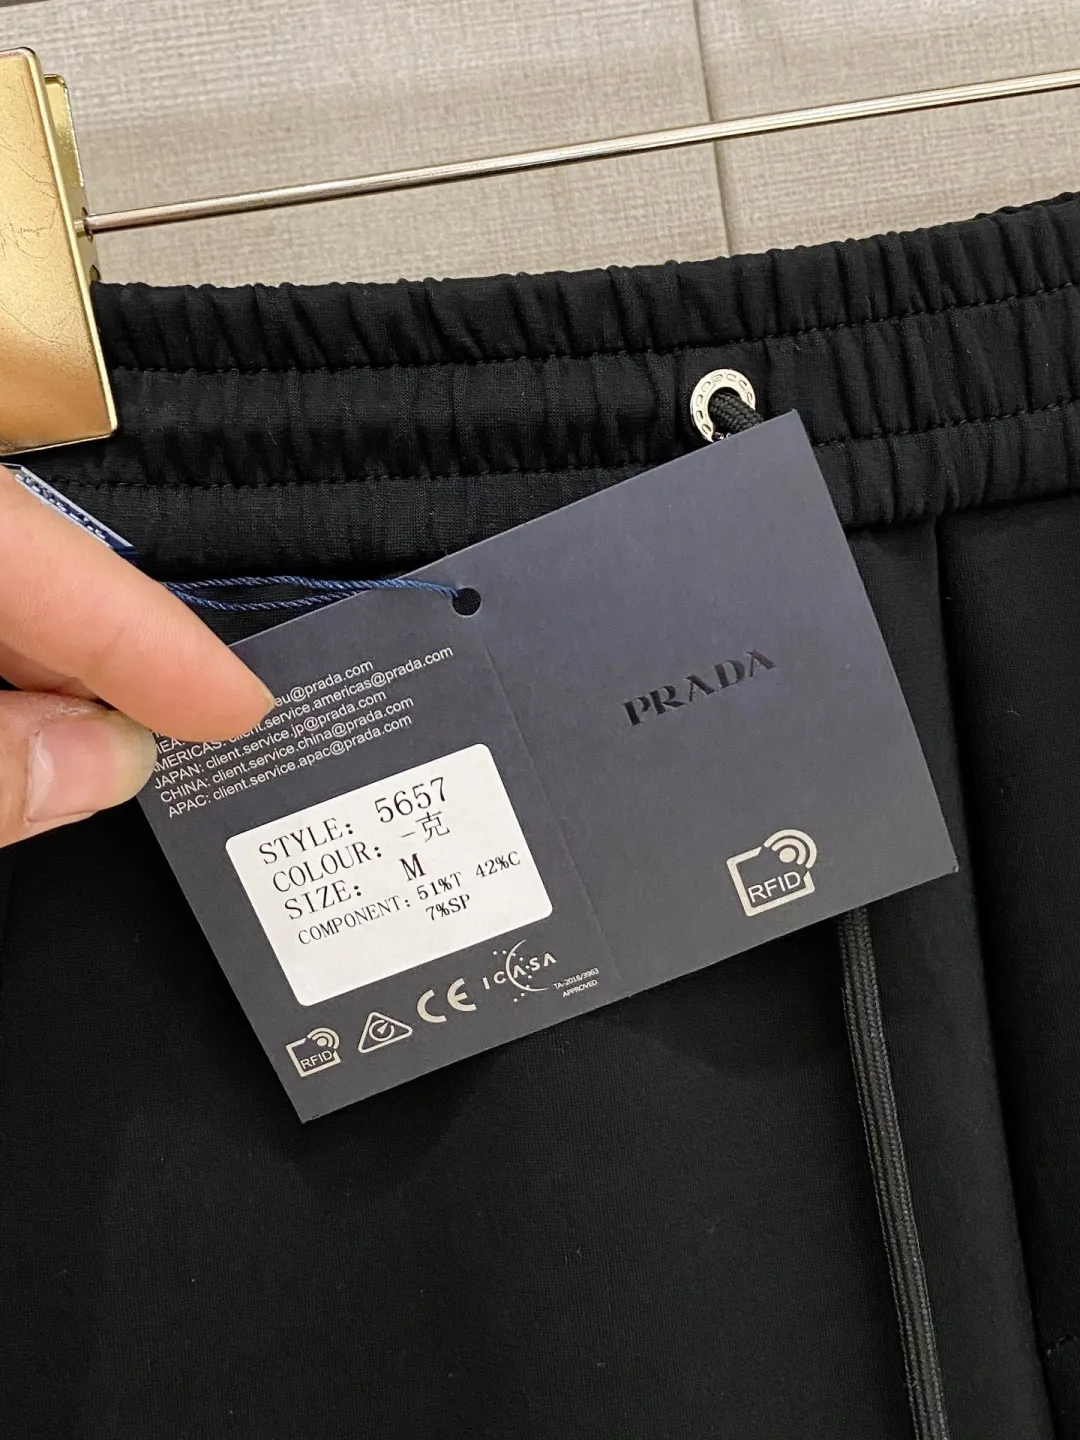 eu@prada.com
AMERICAS: client.service.americas@prada.com
JAPAN: client.service.jp@prada.com
CHINA: client.service.china@prada.com
APAC: client.service.apac@prada.com
STYLE: 5657
COLOUR: -克
SIZE: M
COMPONENT: 51%T 42%C
7%SP
RFID
CE
ICASA
TA-2018/3963
APPROVED
PRADA
RFID